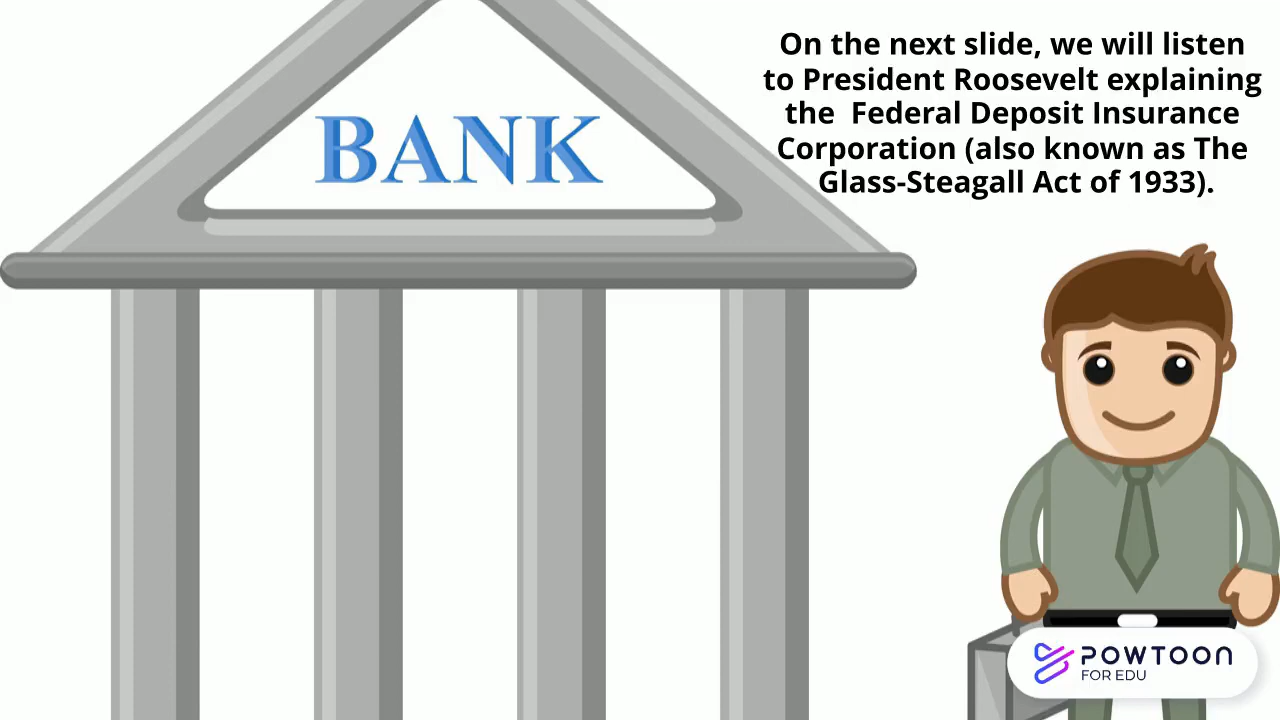 On the next slide, we will listen
to President Roosevelt explaining
the  Federal Deposit Insurance
Corporation (also known as The
Glass-Steagall Act of 1933).
BANK
POWTOON
FOR EDU